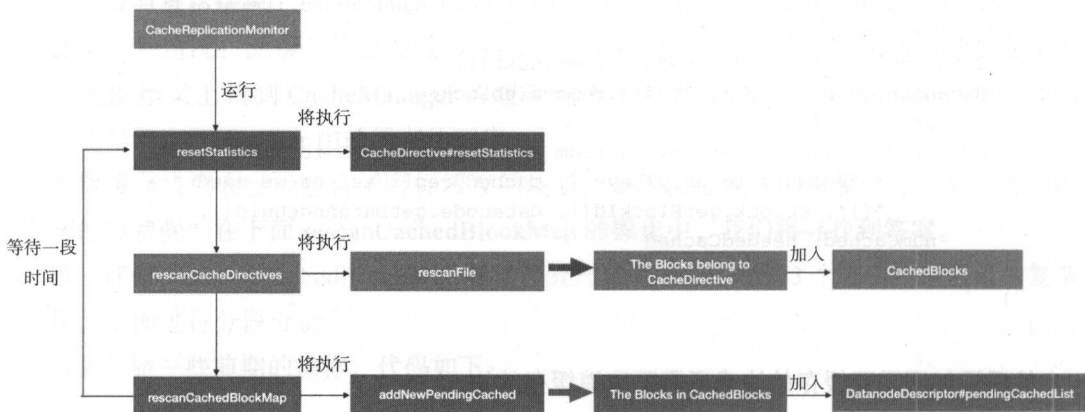 CacheReplicationMonitor
运行
将执行
resetStatistics
CacheDirective#resetStatistics
等待一段
时间
将执行
加入
rescanCacheDirectives
rescanFile
The Blocks belong to
CacheDirective
CachedBlocks
将执行
加入
rescanCachedBlockMap
addNewPendingCached
The Blocks in CachedBlocks
DatanodeDescriptor#pendingCachedList